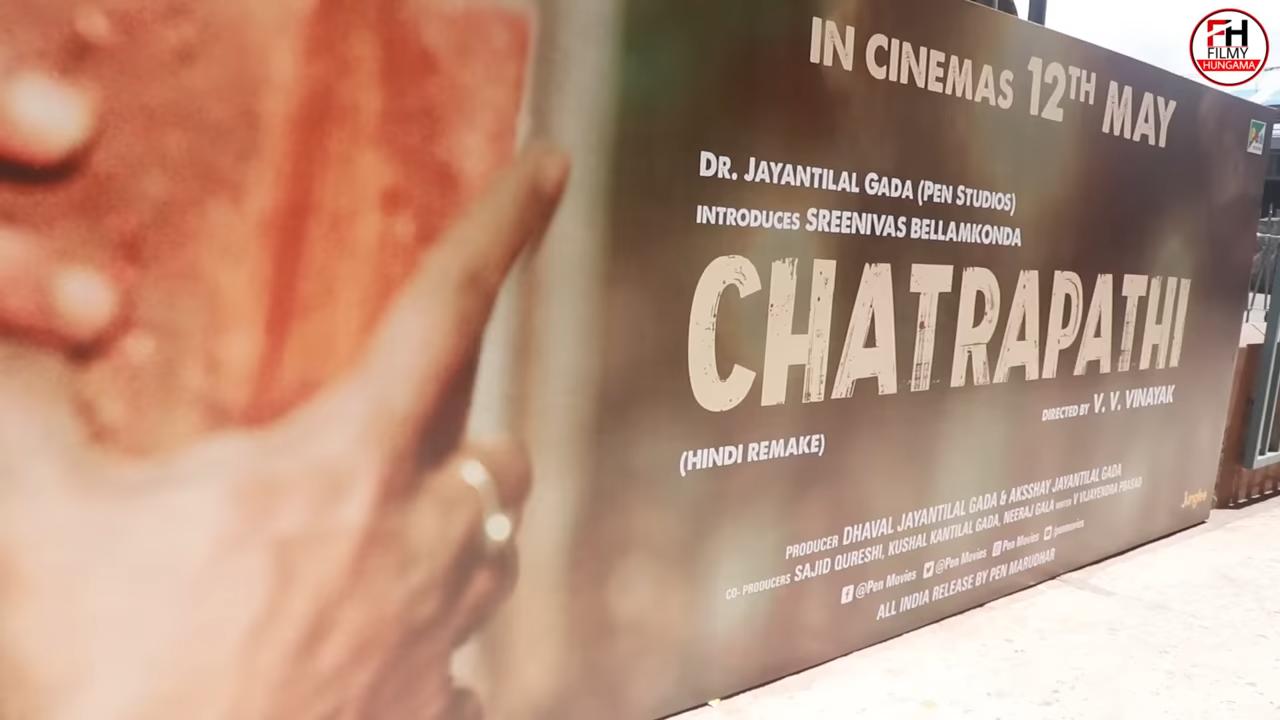 FH
FILMY
HUNGAMA
IN CINEMAS 12TH MAY
DR. JAYANTILAL GADA (PEN STUDIOS)
INTRODUCES SREENIVAS BELLAMKONDA
CHATRAPATHI
DIRECTED BY V. V. VINAYAK
(HINDI REMAKE)
PRODUCER DHAVAL JAYANTILAL GADA & AKSSHAY JAYANTILAL GADA
CO- PRODUCERS SAJID QURESHI, KUSHAL KANTILAL GADA, NEERAJ GALA WRITER V VIJAYENDRA PRASAD
@Pen Movies @Pen Movies Pen Movies /penmovies
ALL INDIA RELEASE BY PEN MARUDHAR
Junglee